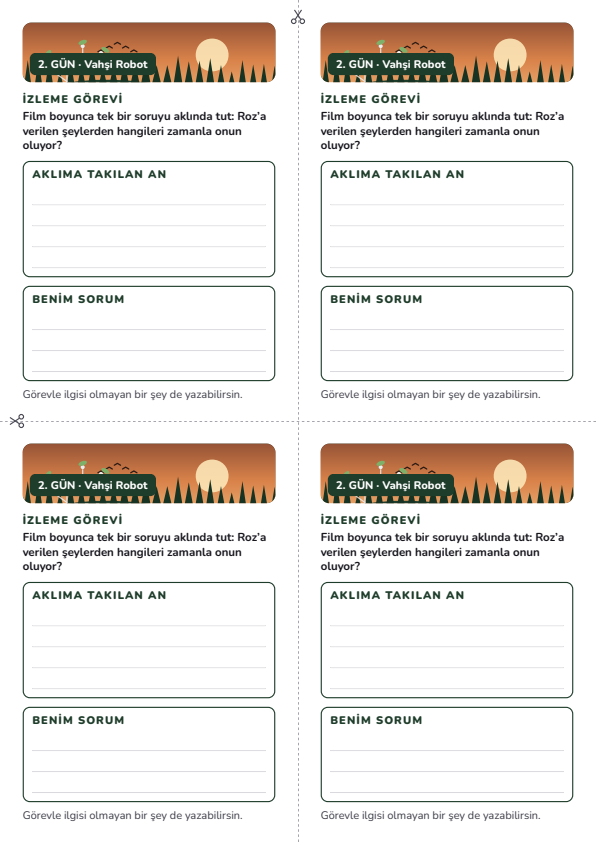 2. GÜN · Vahşi Robot
İZLEME GÖREVİ
Film boyunca tek bir soruyu aklında tut: Roz'a
verilen şeylerden hangileri zamanla onun
oluyor?
AKLIMA TAKILAN AN
BENİM SORUM
Görevle ilgisi olmayan bir şey de yazabilirsin.
2. GÜN · Vahşi Robot
İZLEME GÖREVİ
Film boyunca tek bir soruyu aklında tut: Roz'a
verilen şeylerden hangileri zamanla onun
oluyor?
AKLIMA TAKILAN AN
BENİM SORUM
Görevle ilgisi olmayan bir şey de yazabilirsin.
2. GÜN · Vahşi Robot
İZLEME GÖREVİ
Film boyunca tek bir soruyu aklında tut: Roz'a
verilen şeylerden hangileri zamanla onun
oluyor?
AKLIMA TAKILAN AN
BENİM SORUM
Görevle ilgisi olmayan bir şey de yazabilirsin.
2. GÜN · Vahşi Robot
İZLEME GÖREVİ
Film boyunca tek bir soruyu aklında tut: Roz'a
verilen şeylerden hangileri zamanla onun
oluyor?
AKLIMA TAKILAN AN
BENİM SORUM
Görevle ilgisi olmayan bir şey de yazabilirsin.